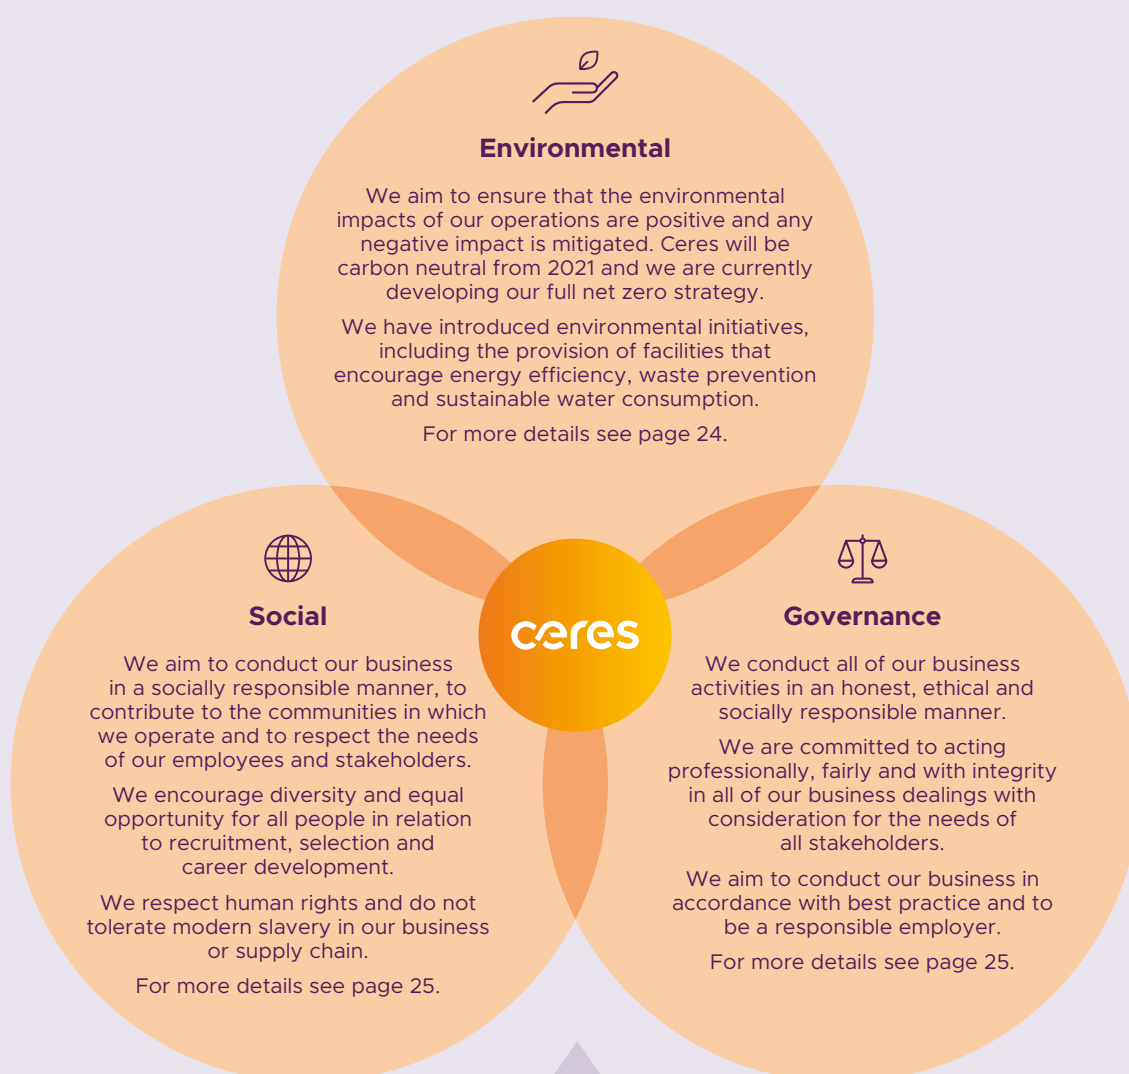 Environmental
We aim to ensure that the environmental
impacts of our operations are positive and any
negative impact is mitigated. Ceres will be
carbon neutral from 2021 and we are currently
developing our full net zero strategy.
We have introduced environmental initiatives,
including the provision of facilities that
encourage energy efficiency, waste prevention
and sustainable water consumption.
For more details see page 24.
ceres
Social
We aim to conduct our business
in a socially responsible manner, to
contribute to the communities in which
we operate and to respect the needs
of our employees and stakeholders.
We encourage diversity and equal
opportunity for all people in relation
to recruitment, selection and
career development.
We respect human rights and do not
tolerate modern slavery in our business
or supply chain.
For more details see page 25.
Governance
We conduct all of our business
activities in an honest, ethical and
socially responsible manner.
We are committed to acting
professionally, fairly and with integrity
in all of our business dealings with
consideration for the needs of
all stakeholders.
We aim to conduct our business in
accordance with best practice and to
be a responsible employer.
For more details see page 25.